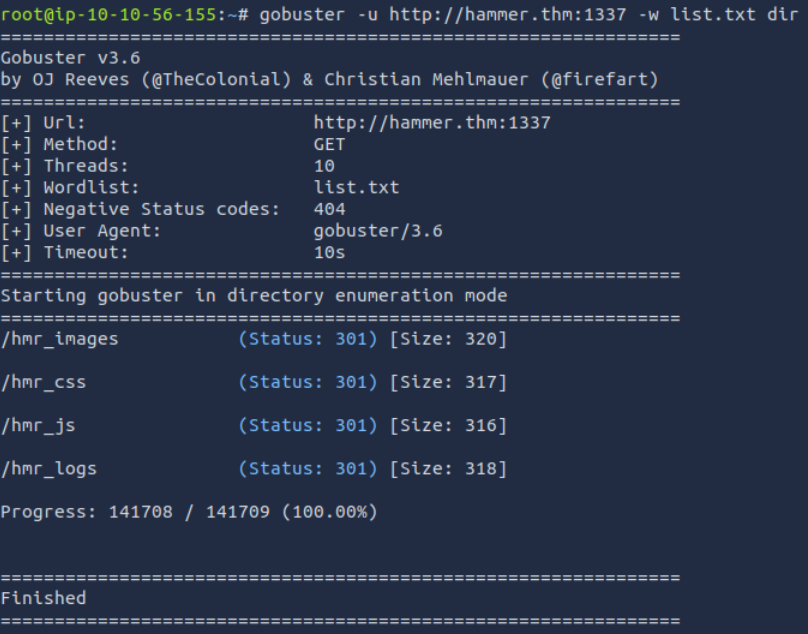 root@ip-10-10-56-155:~# gobuster -u http://hammer.thm:1337 -w list.txt dir
===============================================================
Gobuster v3.6
by OJ Reeves (@TheColonial) & Christian Mehlmauer (@firefart)
===============================================================
[+] Url:                     http://hammer.thm:1337
[+] Method:                  GET
[+] Threads:                 10
[+] Wordlist:                list.txt
[+] Negative Status codes:   404
[+] User Agent:              gobuster/3.6
[+] Timeout:                 10s
===============================================================
Starting gobuster in directory enumeration mode
===============================================================
/hmr_images           (Status: 301) [Size: 320]
/hmr_css              (Status: 301) [Size: 317]
/hmr_js               (Status: 301) [Size: 316]
/hmr_logs             (Status: 301) [Size: 318]
Progress: 141708 / 141709 (100.00%)
===============================================================
Finished
===============================================================